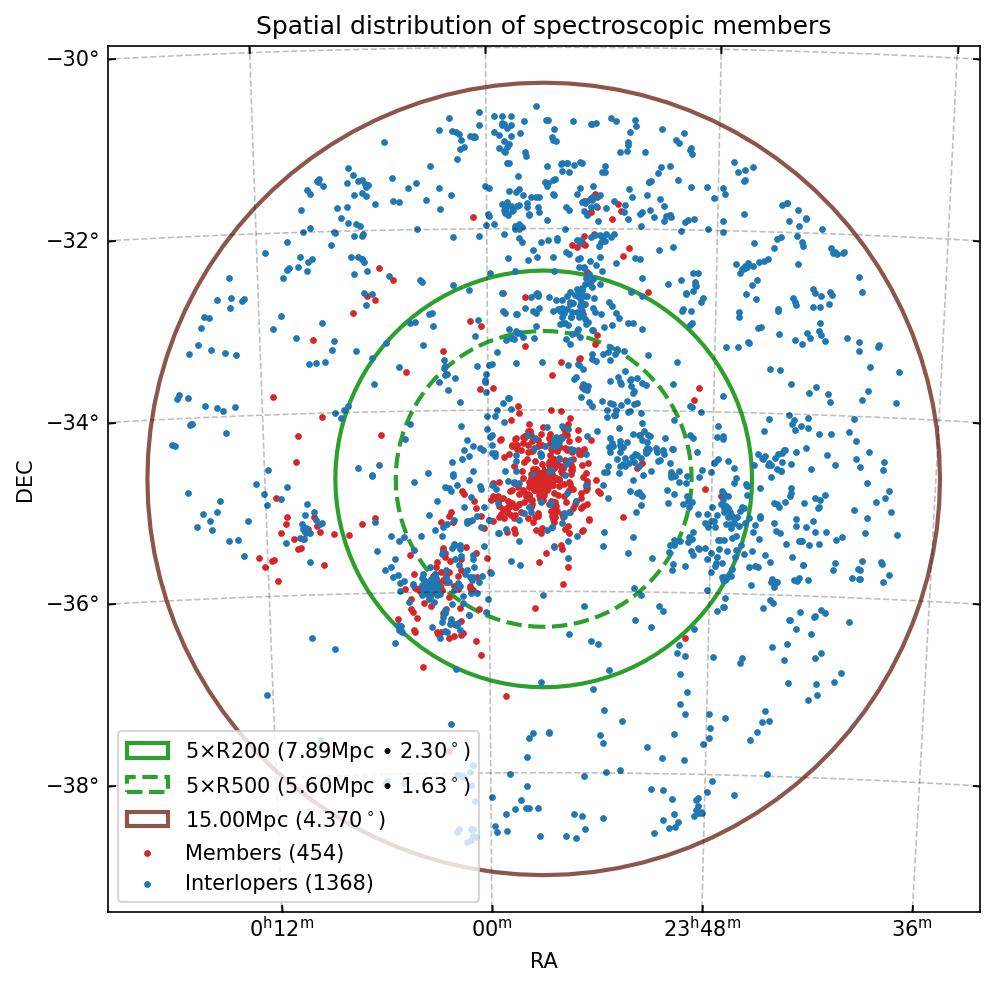 Spatial distribution of spectroscopic members
−30°
−32°
−34°
−36°
−38°
DEC
5×R200 (7.89Mpc • 2.30°)
5×R500 (5.60Mpc • 1.63°)
15.00Mpc (4.370°)
Members (454)
Interlopers (1368)
0ʰ12ᵐ 00ᵐ 23ʰ48ᵐ 36ᵐ
RA